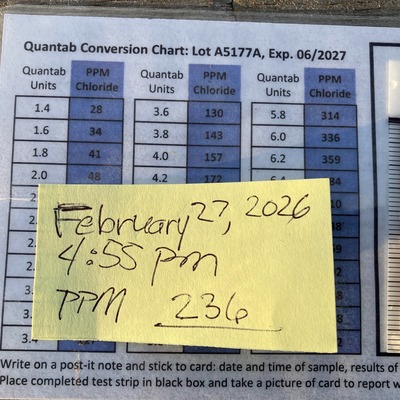 Quantab Conversion Chart: Lot A5177A, Exp. 06/2027
Quantab Units PPM Chloride Quantab Units PPM Chloride Quantab Units PPM Chloride
1.4 28 3.6 130 5.8 314
1.6 34 3.8 143 6.0 336
1.8 41 4.0 157 6.2 359
2.0 48 4.2 172 84
February 27, 2026
4:55 pm
PPM 236
Write on a post-it note and stick to card: date and time of sample, results of
Place completed test strip in black box and take a picture of card to report